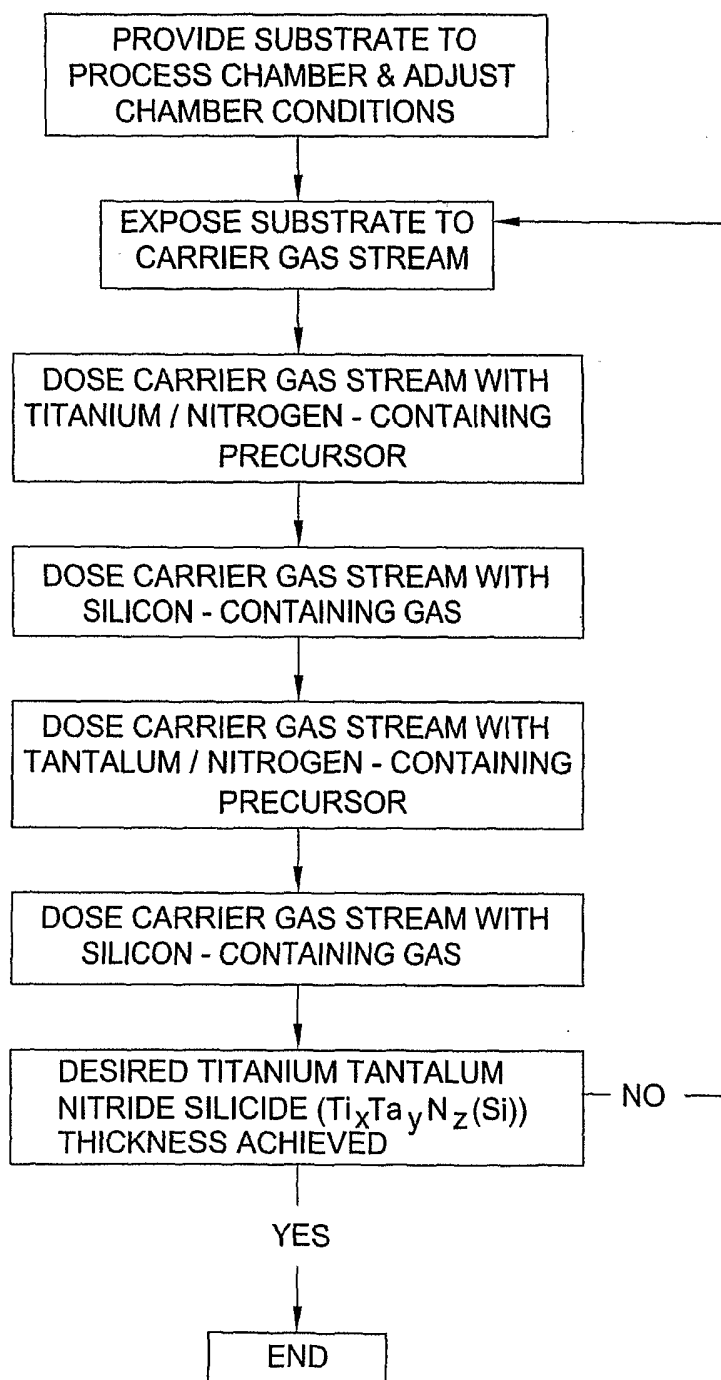 PROVIDE SUBSTRATE TO
PROCESS CHAMBER & ADJUST
CHAMBER CONDITIONS
EXPOSE SUBSTRATE TO
CARRIER GAS STREAM
DOSE CARRIER GAS STREAM WITH
TITANIUM / NITROGEN - CONTAINING
PRECURSOR
DOSE CARRIER GAS STREAM WITH
SILICON - CONTAINING GAS
DOSE CARRIER GAS STREAM WITH
TANTALUM / NITROGEN - CONTAINING
PRECURSOR
DOSE CARRIER GAS STREAM WITH
SILICON - CONTAINING GAS
DESIRED TITANIUM TANTALUM
NITRIDE SILICIDE (TixTayNz(Si))
THICKNESS ACHIEVED
NO
YES
END